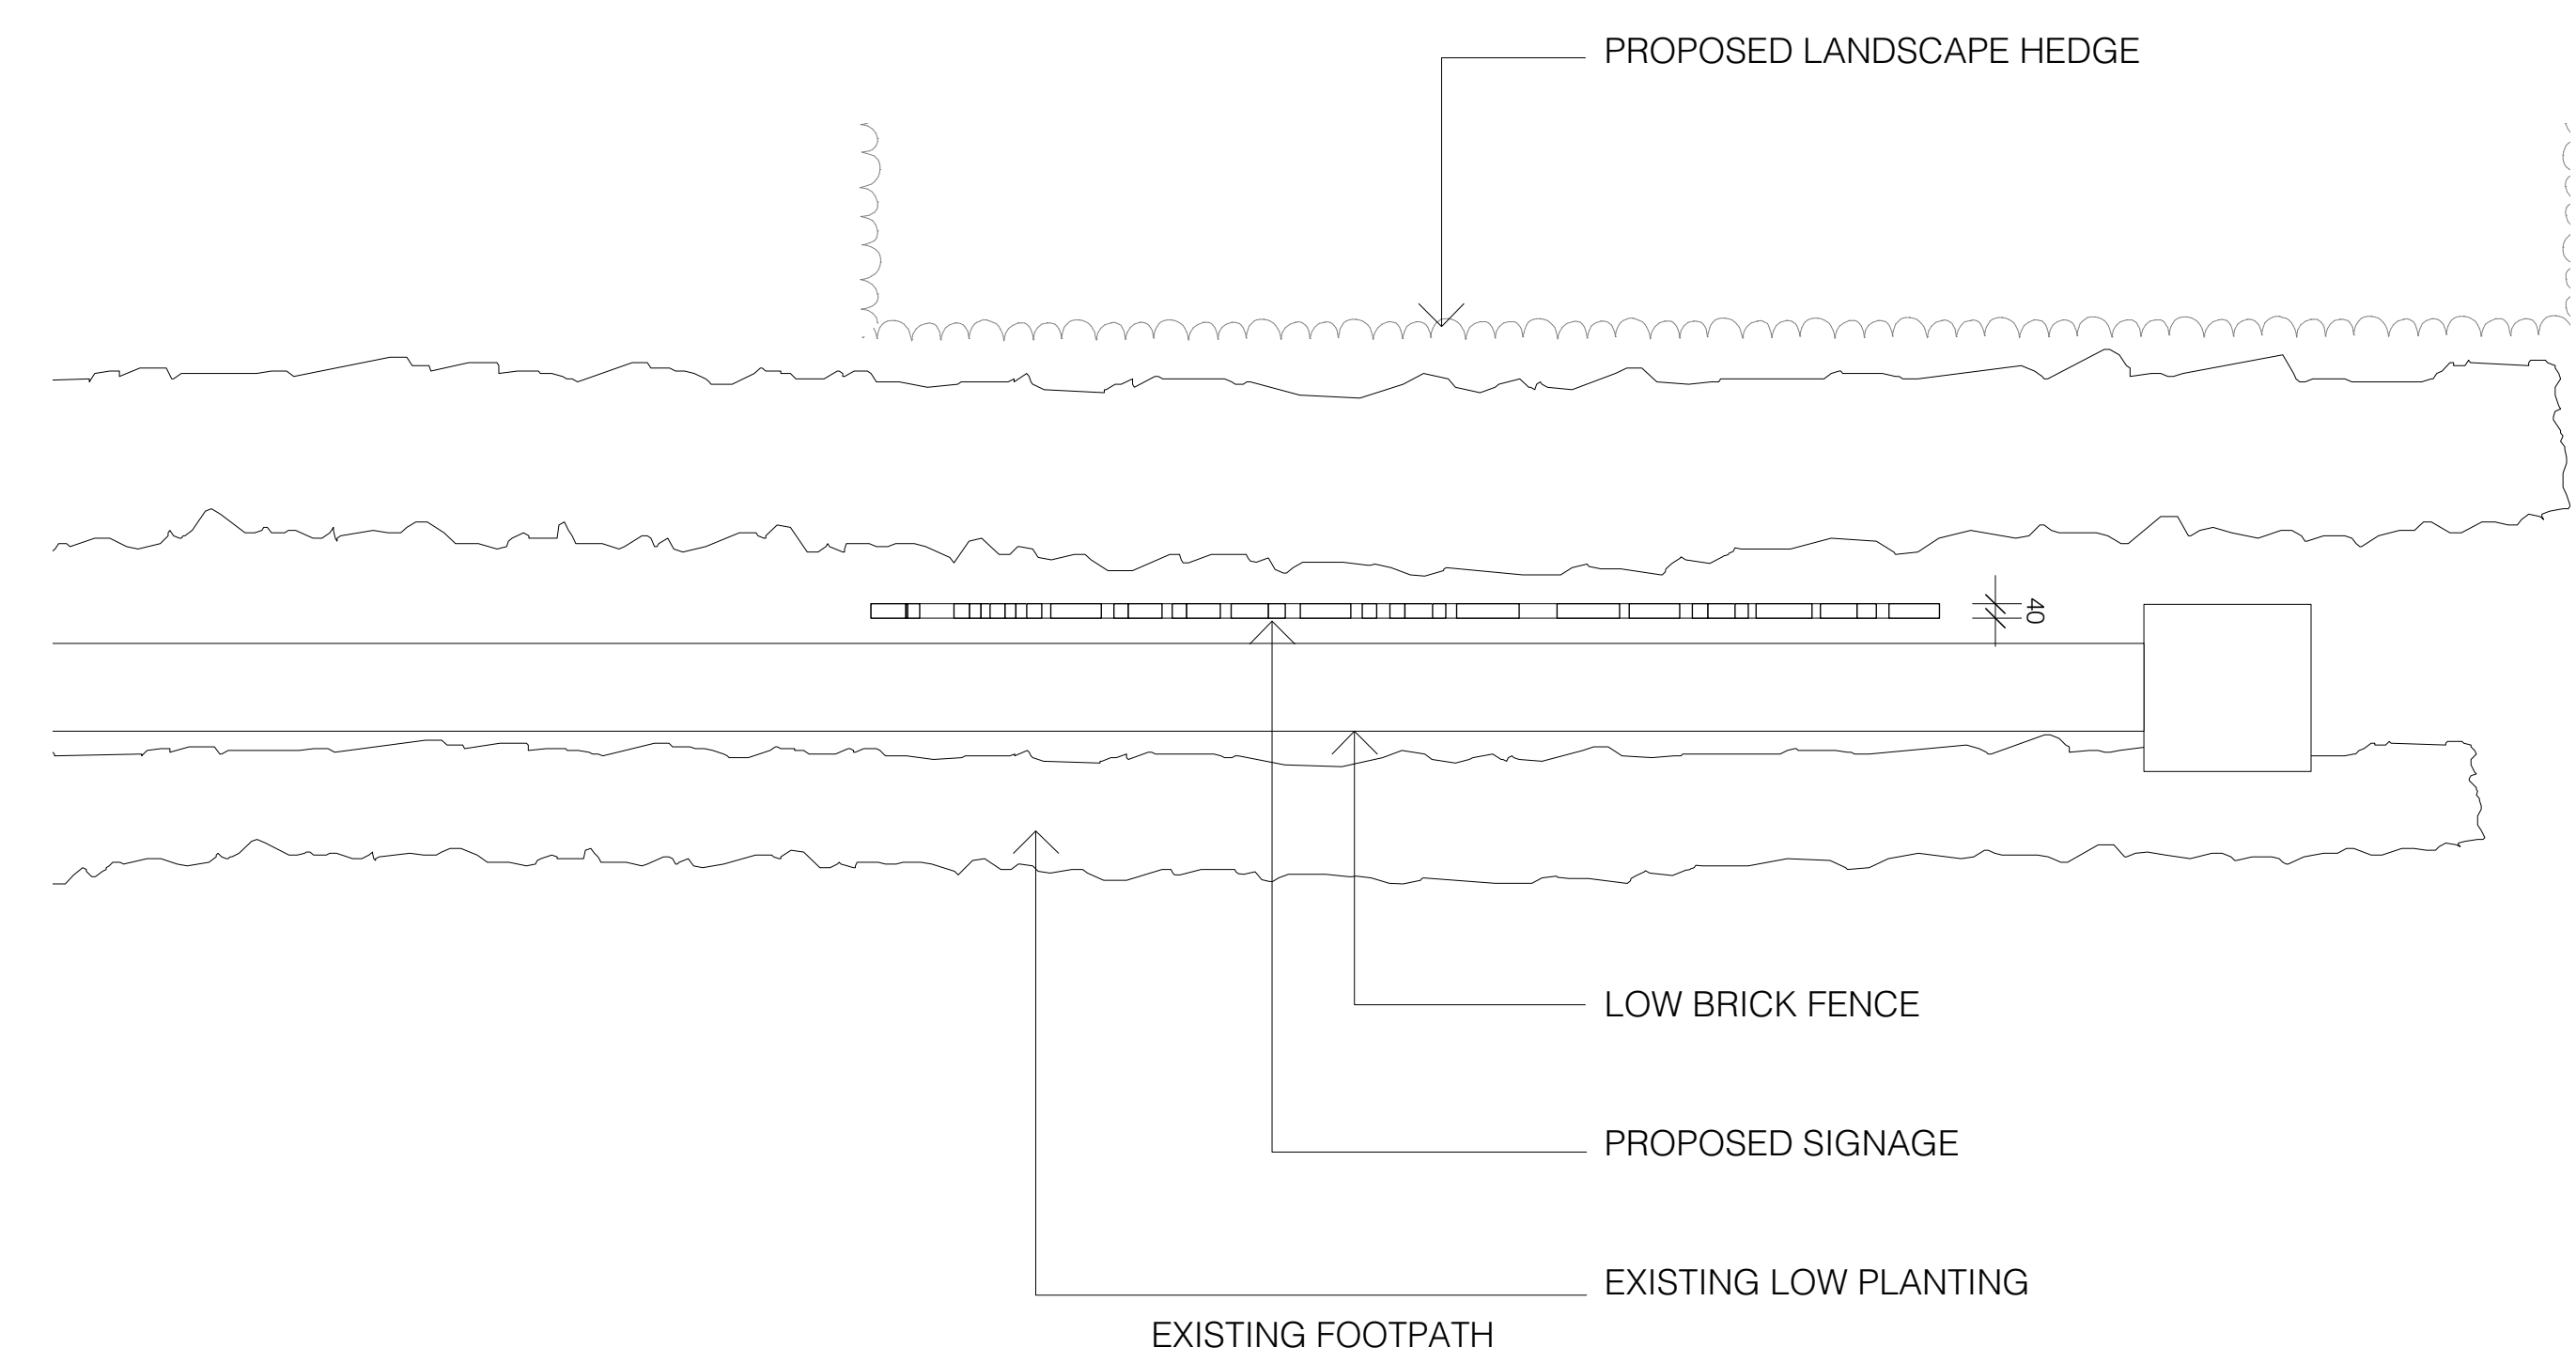 PROPOSED LANDSCAPE HEDGE
40
LOW BRICK FENCE
PROPOSED SIGNAGE
EXISTING LOW PLANTING
EXISTING FOOTPATH